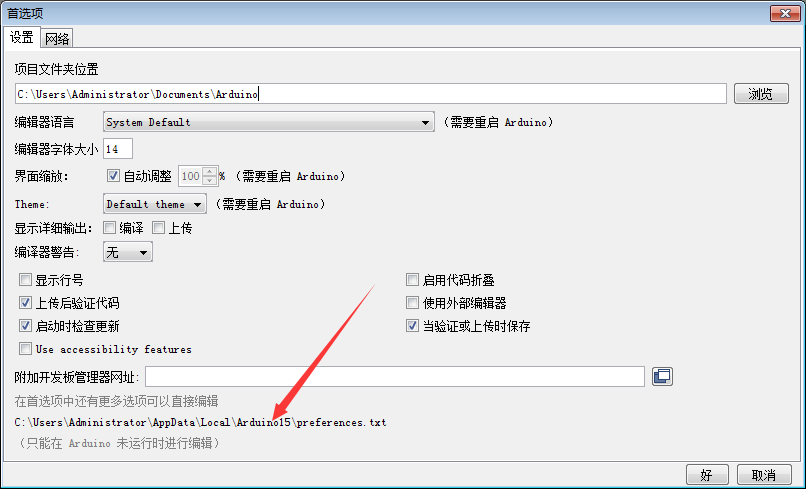 首选项
设置 网络
项目文件夹位置
C:\Users\Administrator\Documents\Arduino 浏览
编辑器语言 System Default (需要重启 Arduino)
编辑器字体大小 14
界面缩放: 自动调整 100 % (需要重启 Arduino)
Theme: Default theme (需要重启 Arduino)
显示详细输出: 编译 上传
编译器警告: 无
显示行号 启用代码折叠
上传后验证代码 使用外部编辑器
启动时检查更新 当验证或上传时保存
Use accessibility features
附加开发板管理器网址:
在首选项中还有更多选项可以直接编辑
C:\Users\Administrator\AppData\Local\Arduino15\preferences.txt
(只能在 Arduino 未运行时进行编辑)
好 取消